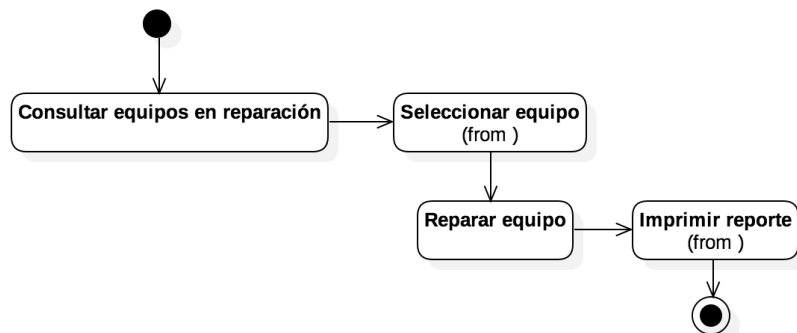 Consultar equipos en reparación
Seleccionar equipo
(from )
Reparar equipo
Imprimir reporte
(from )